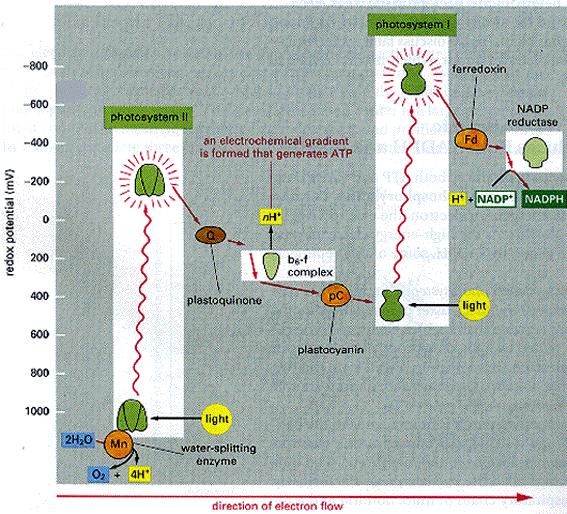 photosystem I
−800
−600
−400
−200
0
200
400
600
800
1000
redox potential (mV)
photosystem II
an electrochemical gradient
is formed that generates ATP
ferredoxin
NADP
reductase
Fd
H⁺ + NADP⁺
NADPH
nH⁺
Q
b₆-f
complex
plastoquinone
pC
light
plastocyanin
light
2H₂O
Mn
water-splitting
enzyme
O₂ + 4H⁺
direction of electron flow